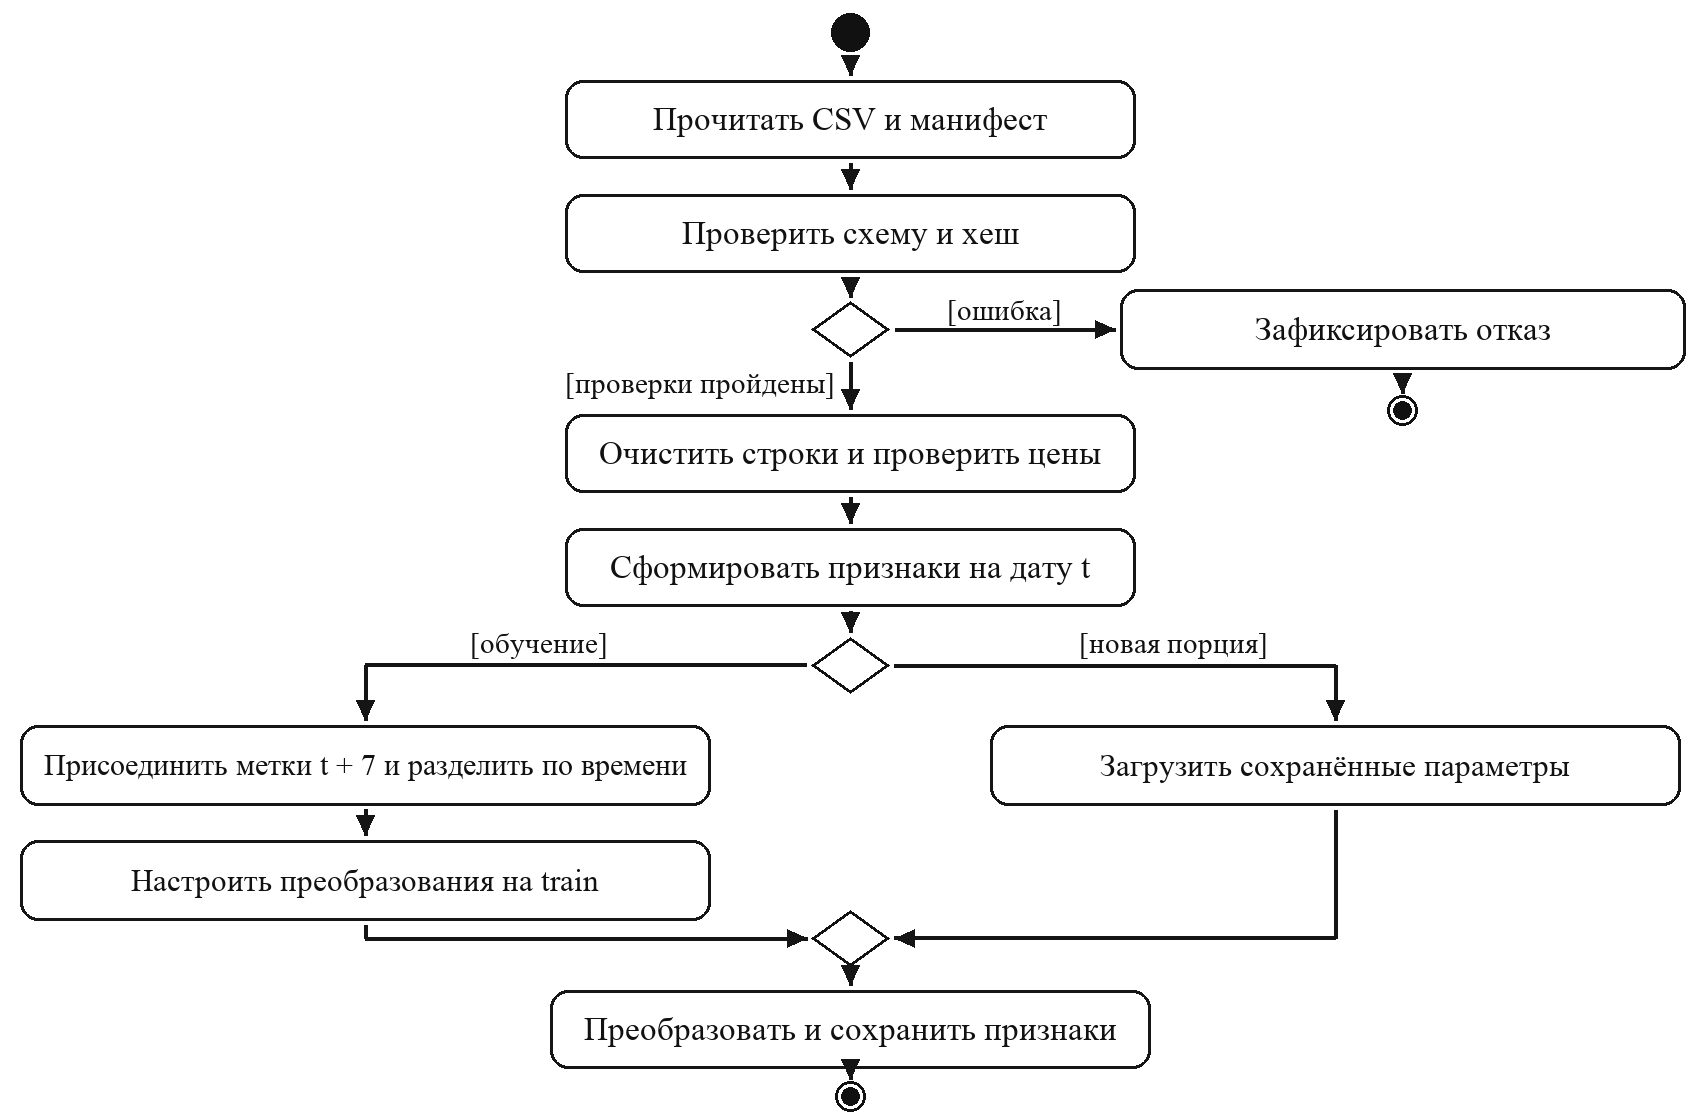 Прочитать CSV и манифест
Проверить схему и хеш
[ошибка]
Зафиксировать отказ
[проверки пройдены]
Очистить строки и проверить цены
Сформировать признаки на дату t
[обучение]
[новая порция]
Присоединить метки t + 7 и разделить по времени
Загрузить сохранённые параметры
Настроить преобразования на train
Преобразовать и сохранить признаки